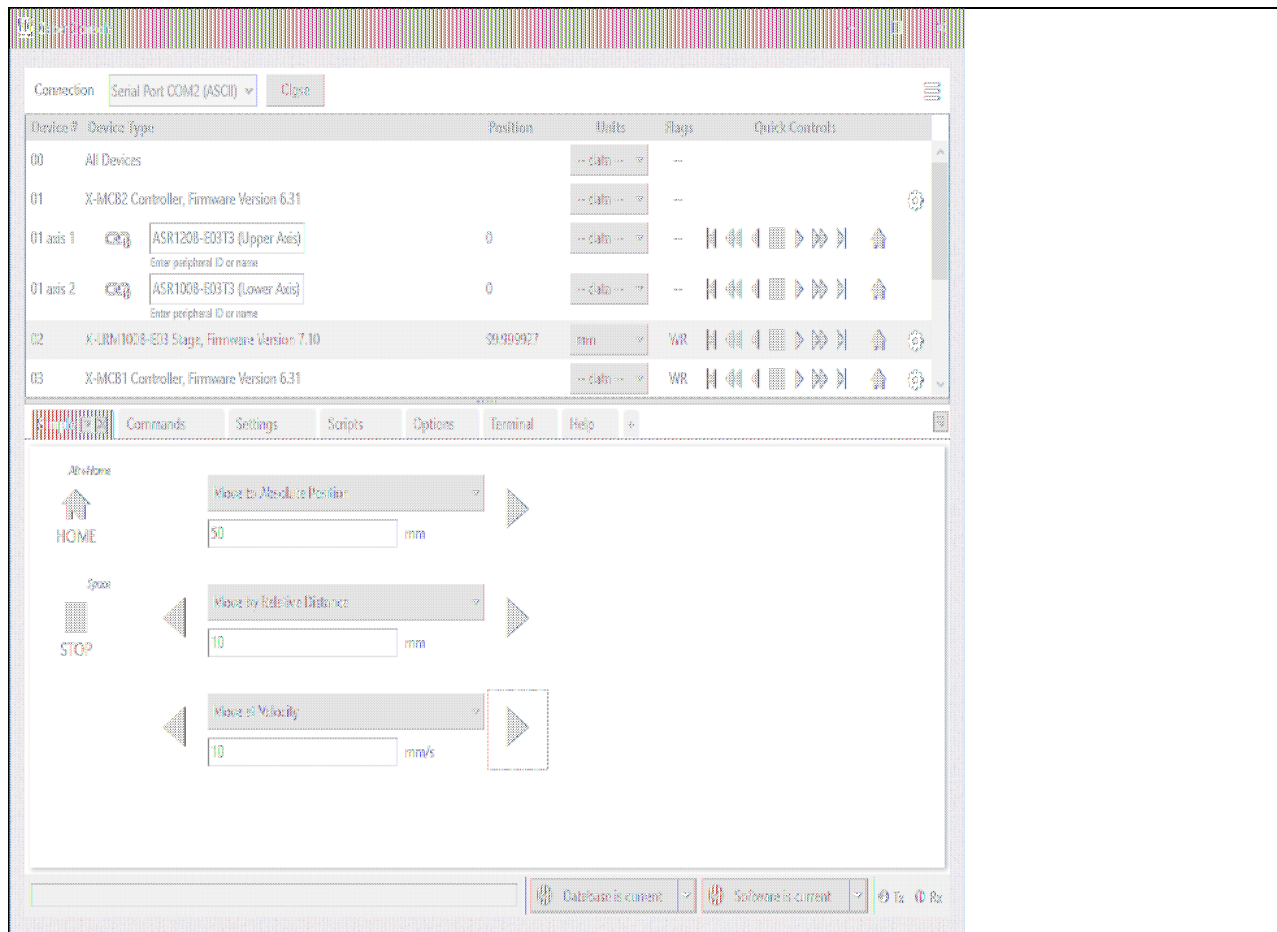 Zaber Console
Connection Serial Port COM2 (ASCII) Close
Device # Device Type Position Units Flags Quick Controls
00 All Devices -- data -- --
01 X-MCB2 Controller, Firmware Version 6.31 -- data -- --
01 axis 1 ASR120B-E03T3 (Upper Axis) 0 -- data -- --
Enter peripheral ID or name
01 axis 2 ASR100B-E03T3 (Lower Axis) 0 -- data -- --
Enter peripheral ID or name
02 X-LRM100B-E03 Stage, Firmware Version 7.10 99.999927 mm WR
03 X-MCB1 Controller, Firmware Version 6.31 -- data -- WR
Simple Commands Settings Scripts Options Terminal Help +
Alt+Home
HOME
Move to Absolute Position
50 mm
Space
STOP
Move by Relative Distance
10 mm
Move at Velocity
10 mm/s
Database is current Software is current Tx Rx